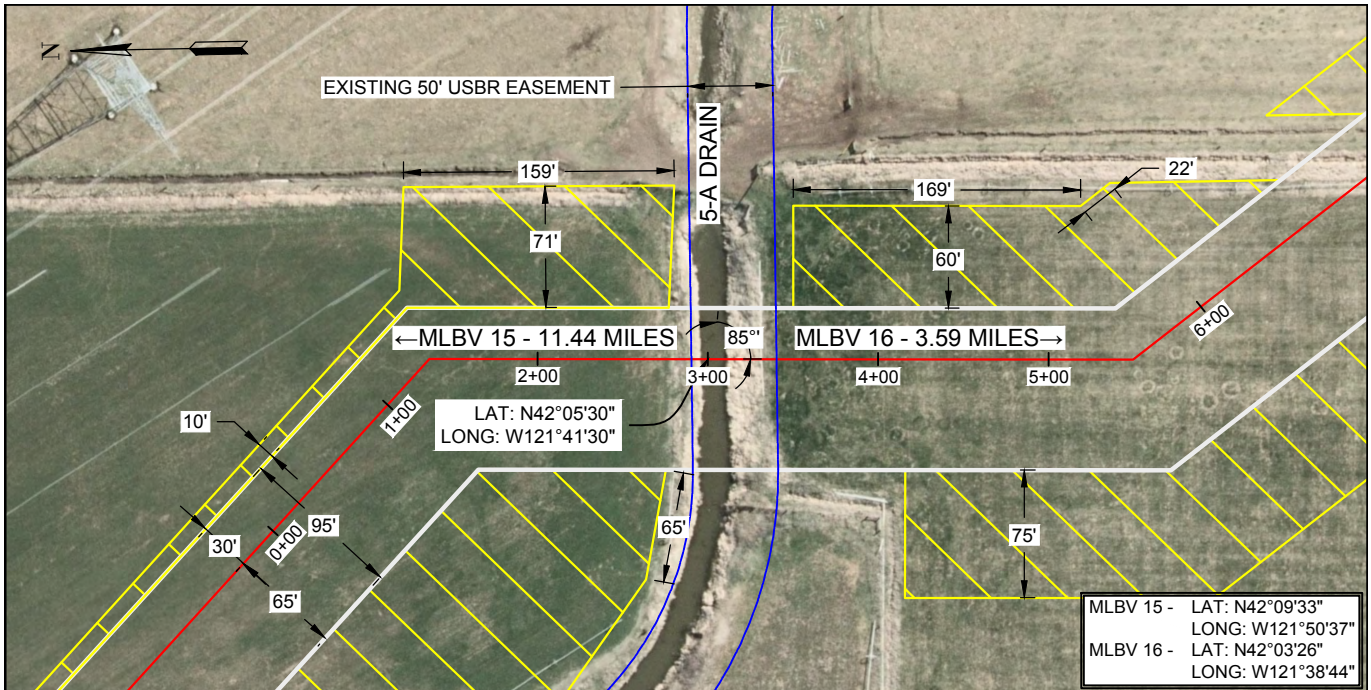 N
EXISTING 50' USBR EASEMENT
5-A DRAIN
159'
71'
169'
22'
60'
←MLBV 15 - 11.44 MILES
85°'
MLBV 16 - 3.59 MILES→
6+00
2+00
3+00
4+00
5+00
1+00
LAT: N42°05'30"
LONG: W121°41'30"
10'
0+00
95'
30'
65'
65'
75'
MLBV 15 - LAT: N42°09'33"
LONG: W121°50'37"
MLBV 16 - LAT: N42°03'26"
LONG: W121°38'44"